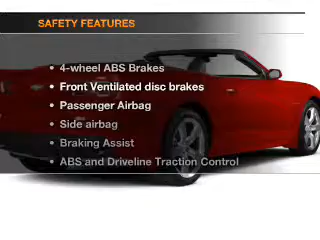 SAFETY FEATURES
• 4-wheel ABS Brakes
• Front Ventilated disc brakes
• Passenger Airbag
• Side airbag
• Braking Assist
• ABS and Driveline Traction Control